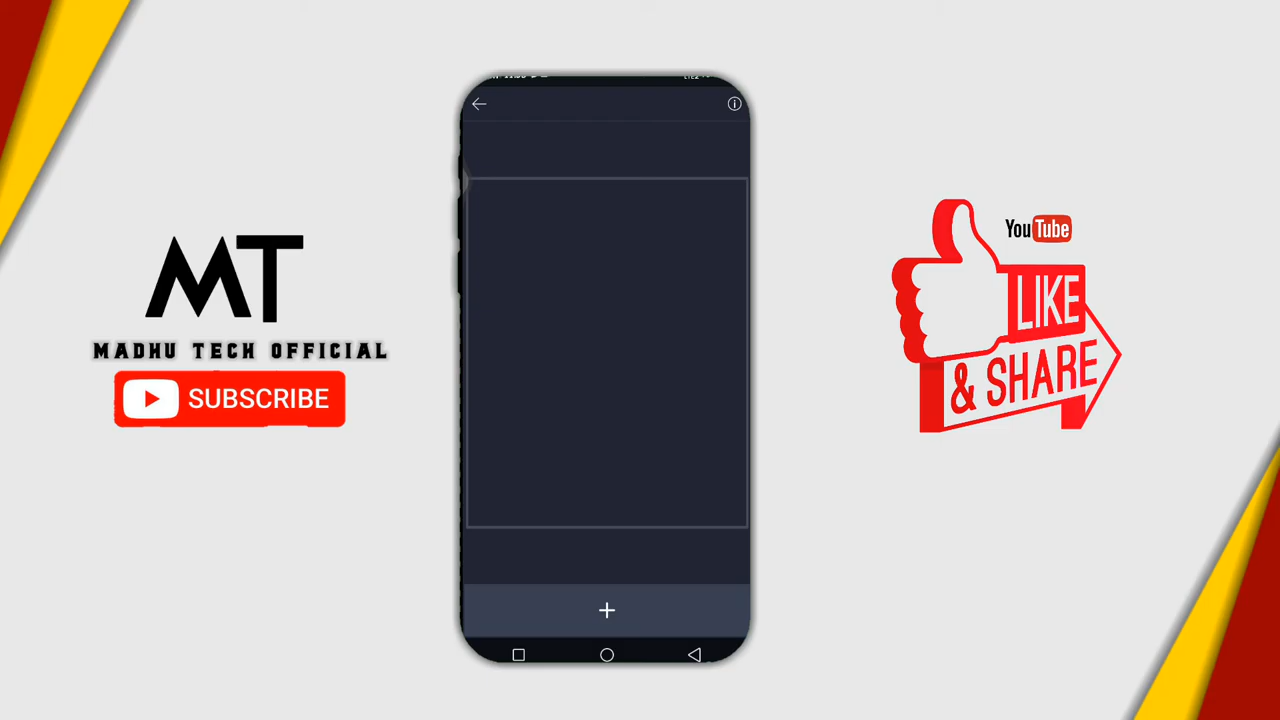 MT
MADHU TECH OFFICIAL
SUBSCRIBE
YouTube
LIKE
& SHARE